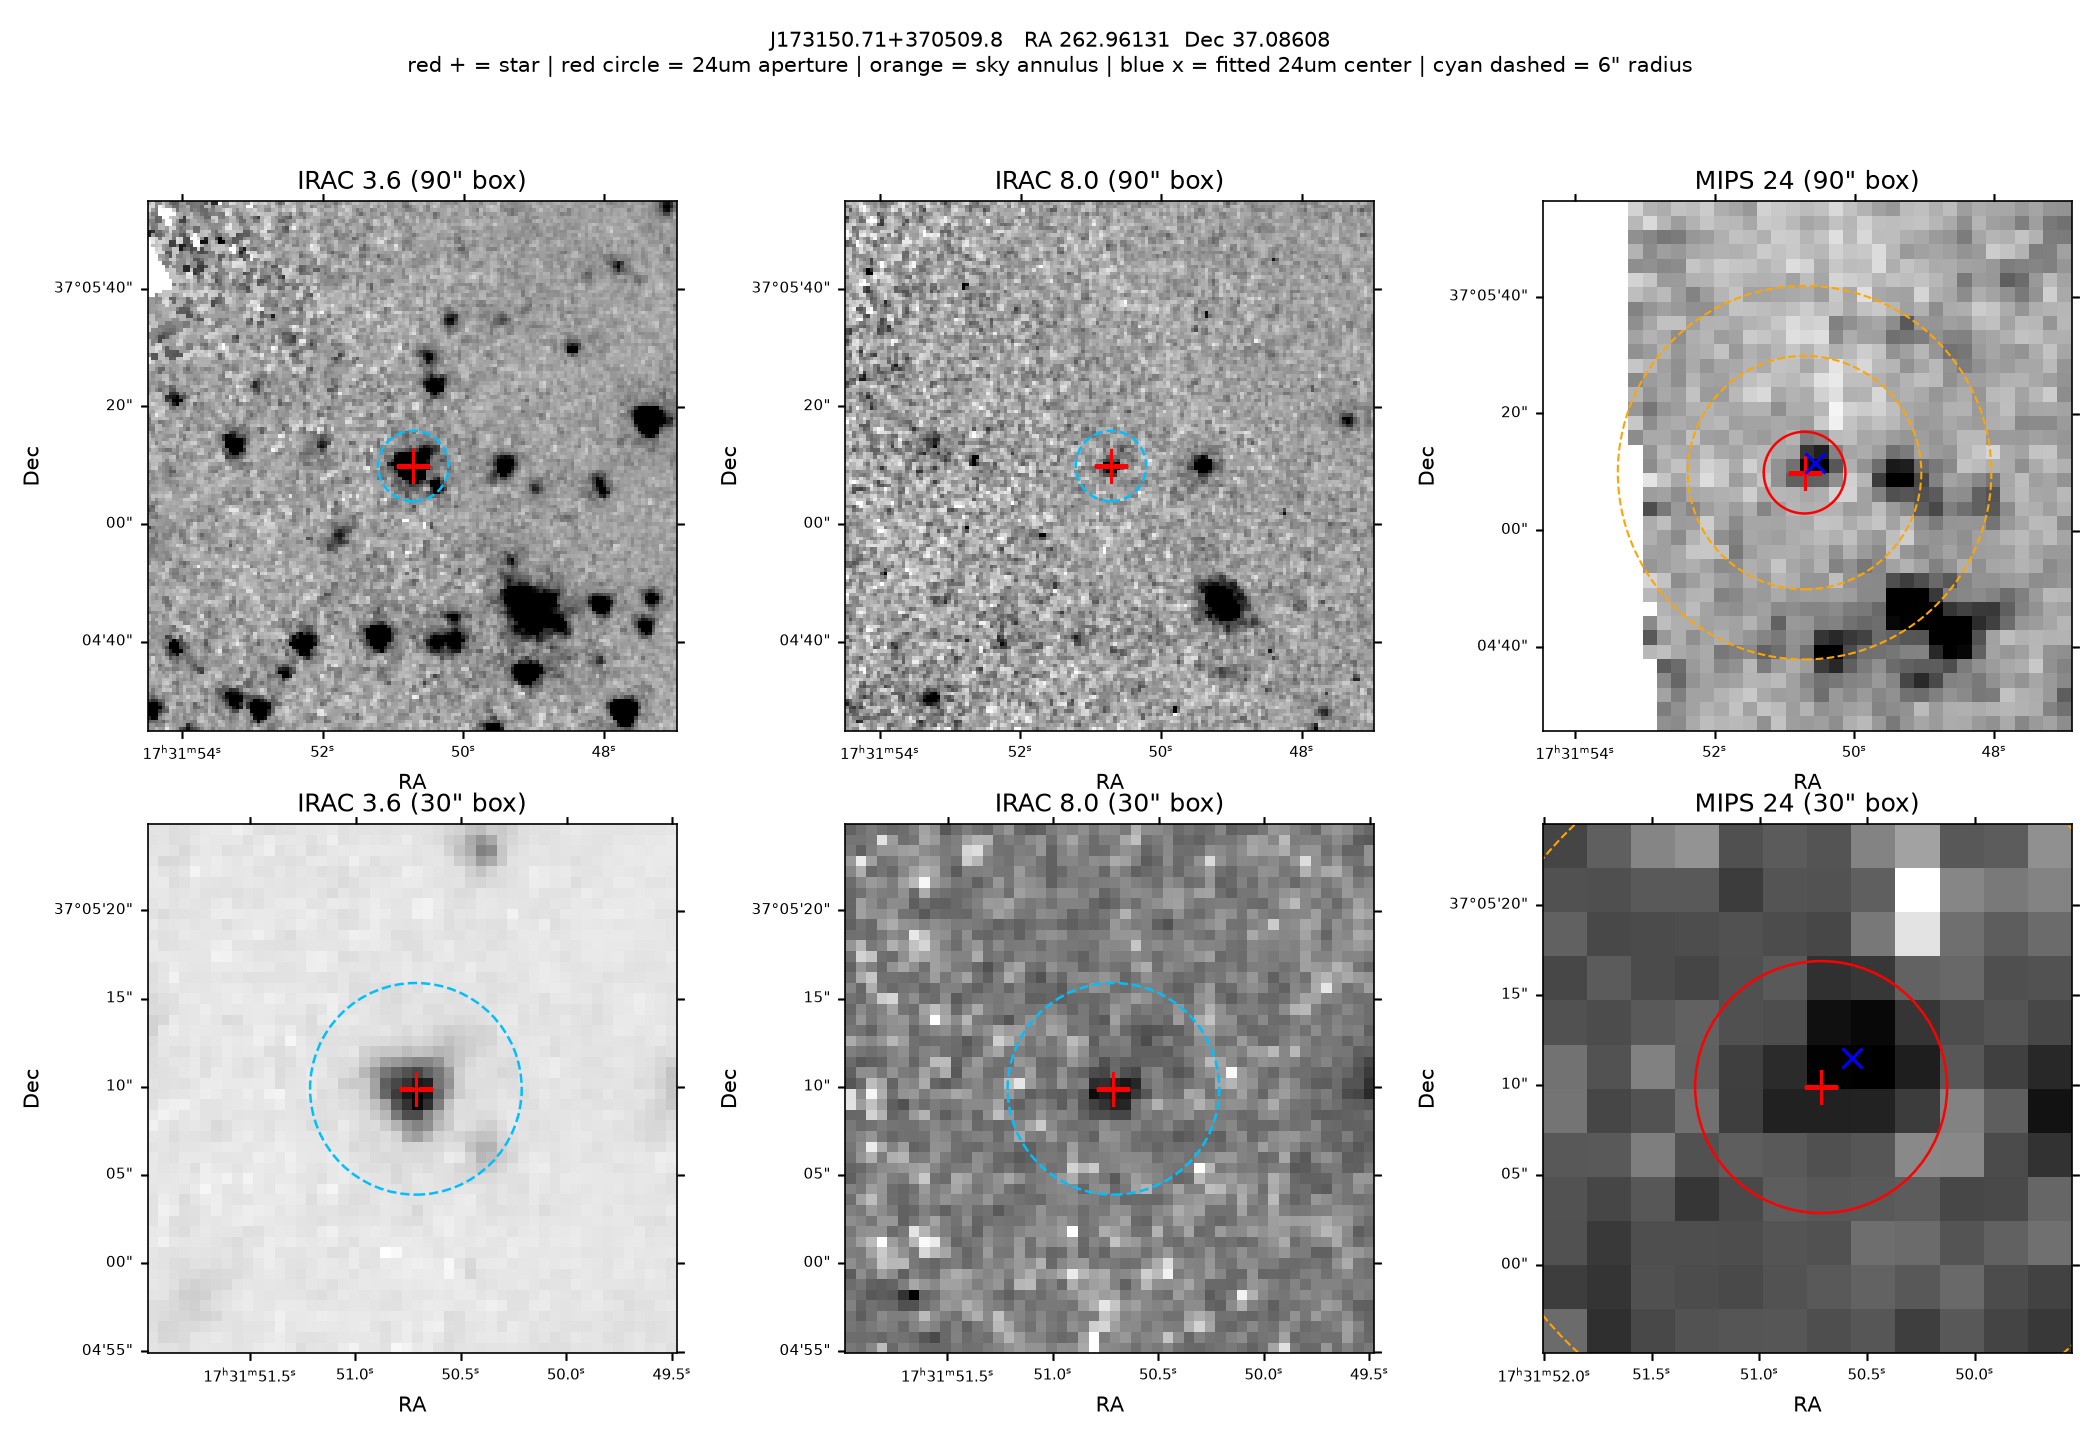 J173150.71+370509.8   RA 262.96131  Dec 37.08608
red + = star | red circle = 24um aperture | orange = sky annulus | blue x = fitted 24um center | cyan dashed = 6" radius
IRAC 3.6 (90" box)
Dec
37°05'40"
20"
00"
04'40"
17ʰ31ᵐ54ˢ
52ˢ
50ˢ
48ˢ
RA
IRAC 8.0 (90" box)
Dec
37°05'40"
20"
00"
04'40"
17ʰ31ᵐ54ˢ
52ˢ
50ˢ
48ˢ
RA
MIPS 24 (90" box)
Dec
37°05'40"
20"
00"
04'40"
17ʰ31ᵐ54ˢ
52ˢ
50ˢ
48ˢ
RA
IRAC 3.6 (30" box)
Dec
37°05'20"
15"
10"
05"
00"
04'55"
17ʰ31ᵐ51.5ˢ
51.0ˢ
50.5ˢ
50.0ˢ
49.5ˢ
RA
IRAC 8.0 (30" box)
Dec
37°05'20"
15"
10"
05"
00"
04'55"
17ʰ31ᵐ51.5ˢ
51.0ˢ
50.5ˢ
50.0ˢ
49.5ˢ
RA
MIPS 24 (30" box)
Dec
37°05'20"
15"
10"
05"
00"
17ʰ31ᵐ52.0ˢ
51.5ˢ
51.0ˢ
50.5ˢ
50.0ˢ
RA